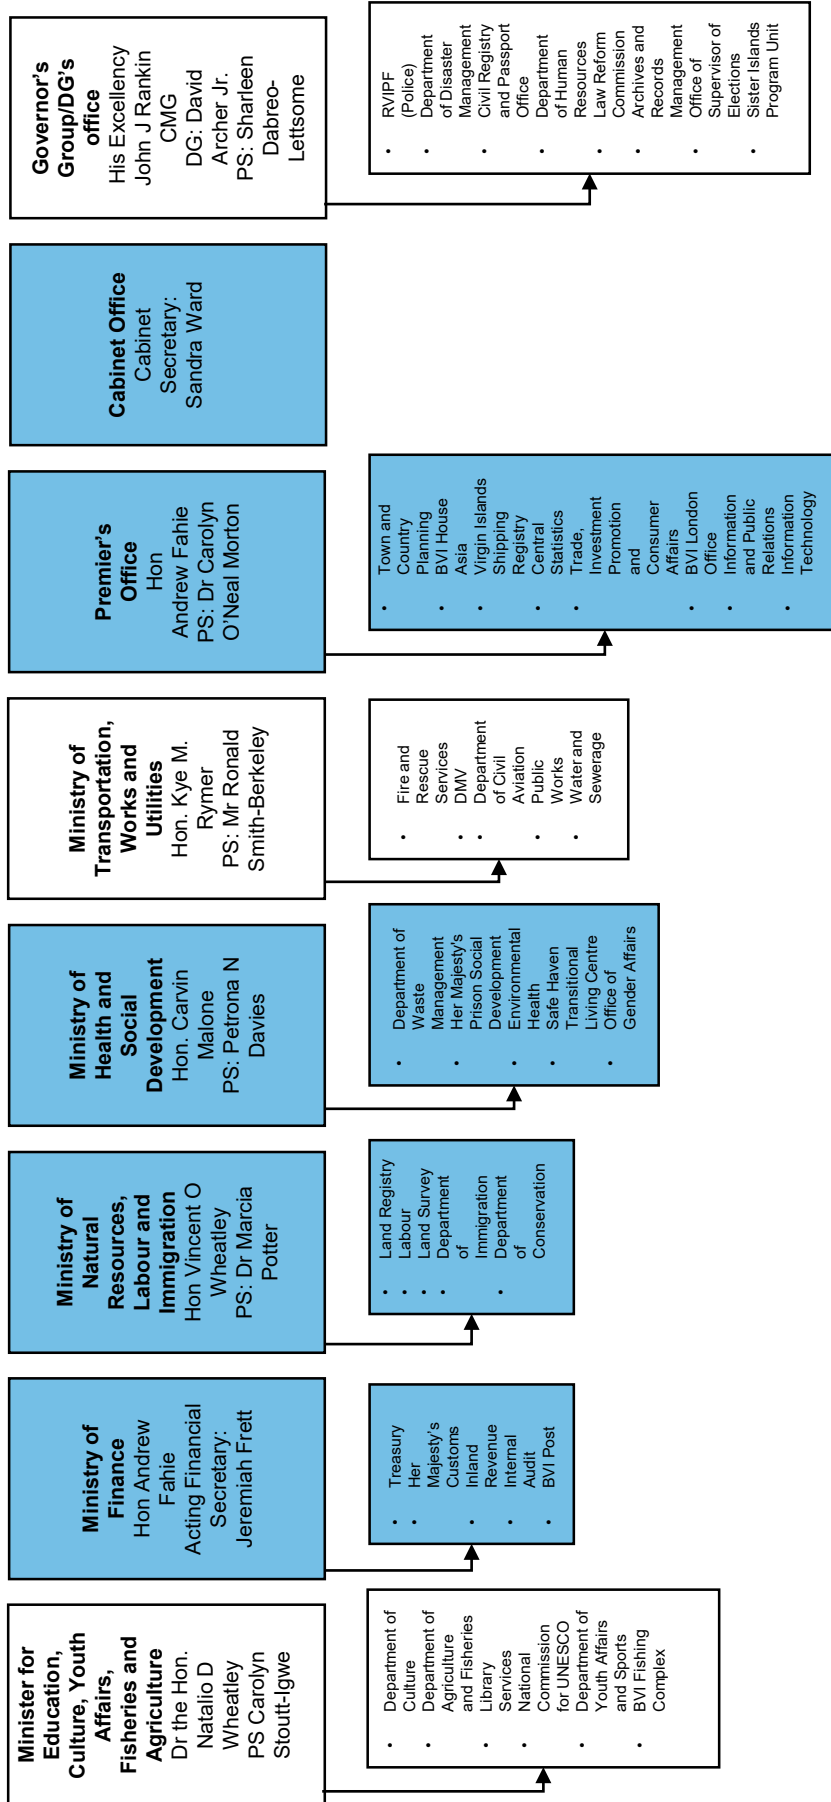 Minister for
Education,
Culture, Youth
Affairs,
Fisheries and
Agriculture
Dr the Hon.
Natalio D
Wheatley
PS Carolyn
Stoutt-Igwe
• Department of
Culture
• Department of
Agriculture
and Fisheries
• Library
Services
• National
Commission
for UNESCO
• Department of
Youth Affairs
and Sports
• BVI Fishing
Complex
Ministry of
Finance
Hon Andrew
Fahie
Acting Financial
Secretary:
Jeremiah Frett
• Treasury
• Her
Majesty's
Customs
• Inland
Revenue
• Internal
Audit
• BVI Post
Ministry of
Natural
Resources,
Labour and
Immigration
Hon Vincent O
Wheatley
PS: Dr Marcia
Potter
• Land Registry
• Labour
• Land Survey
• Department
of
Immigration
• Department
of
Conservation
Ministry of
Health and
Social
Development
Hon. Carvin
Malone
PS: Petrona N
Davies
• Department of
Waste
Management
• Her Majesty's
Prison Social
Development
• Environmental
Health
• Safe Haven
Transitional
Living Centre
• Office of
Gender Affairs
Ministry of
Transportation,
Works and
Utilities
Hon. Kye M.
Rymer
PS: Mr Ronald
Smith-Berkeley
• Fire and
Rescue
Services
• DMV
• Department
of Civil
Aviation
• Public
Works
• Water and
Sewerage
Premier's
Office
Hon
Andrew Fahie
PS: Dr Carolyn
O'Neal Morton
• Town and
Country
Planning
• BVI House
Asia
• Virgin Islands
Shipping
Registry
• Central
Statistics
• Trade,
Investment
Promotion
and
Consumer
Affairs
• BVI London
Office
• Information
and Public
Relations
• Information
Technology
Cabinet Office
Cabinet
Secretary:
Sandra Ward
Governor's
Group/DG's
office
His Excellency
John J Rankin
CMG
DG: David
Archer Jr.
PS: Sharleen
Dabreo-
Lettsome
• RVIPF
(Police)
• Department
of Disaster
Management
• Civil Registry
and Passport
Office
• Department
of Human
Resources
• Law Reform
Commission
• Archives and
Records
Management
• Office of
Supervisor of
Elections
• Sister Islands
Program Unit